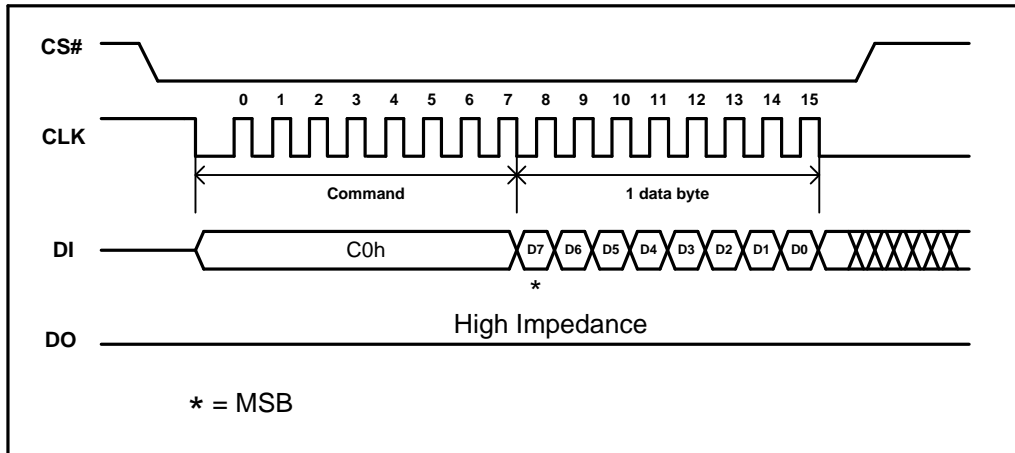 CS#
0 1 2 3 4 5 6 7 8 9 10 11 12 13 14 15
CLK
Command
1 data byte
DI
C0h
D7 D6 D5 D4 D3 D2 D1 D0
*
High Impedance
DO
* = MSB